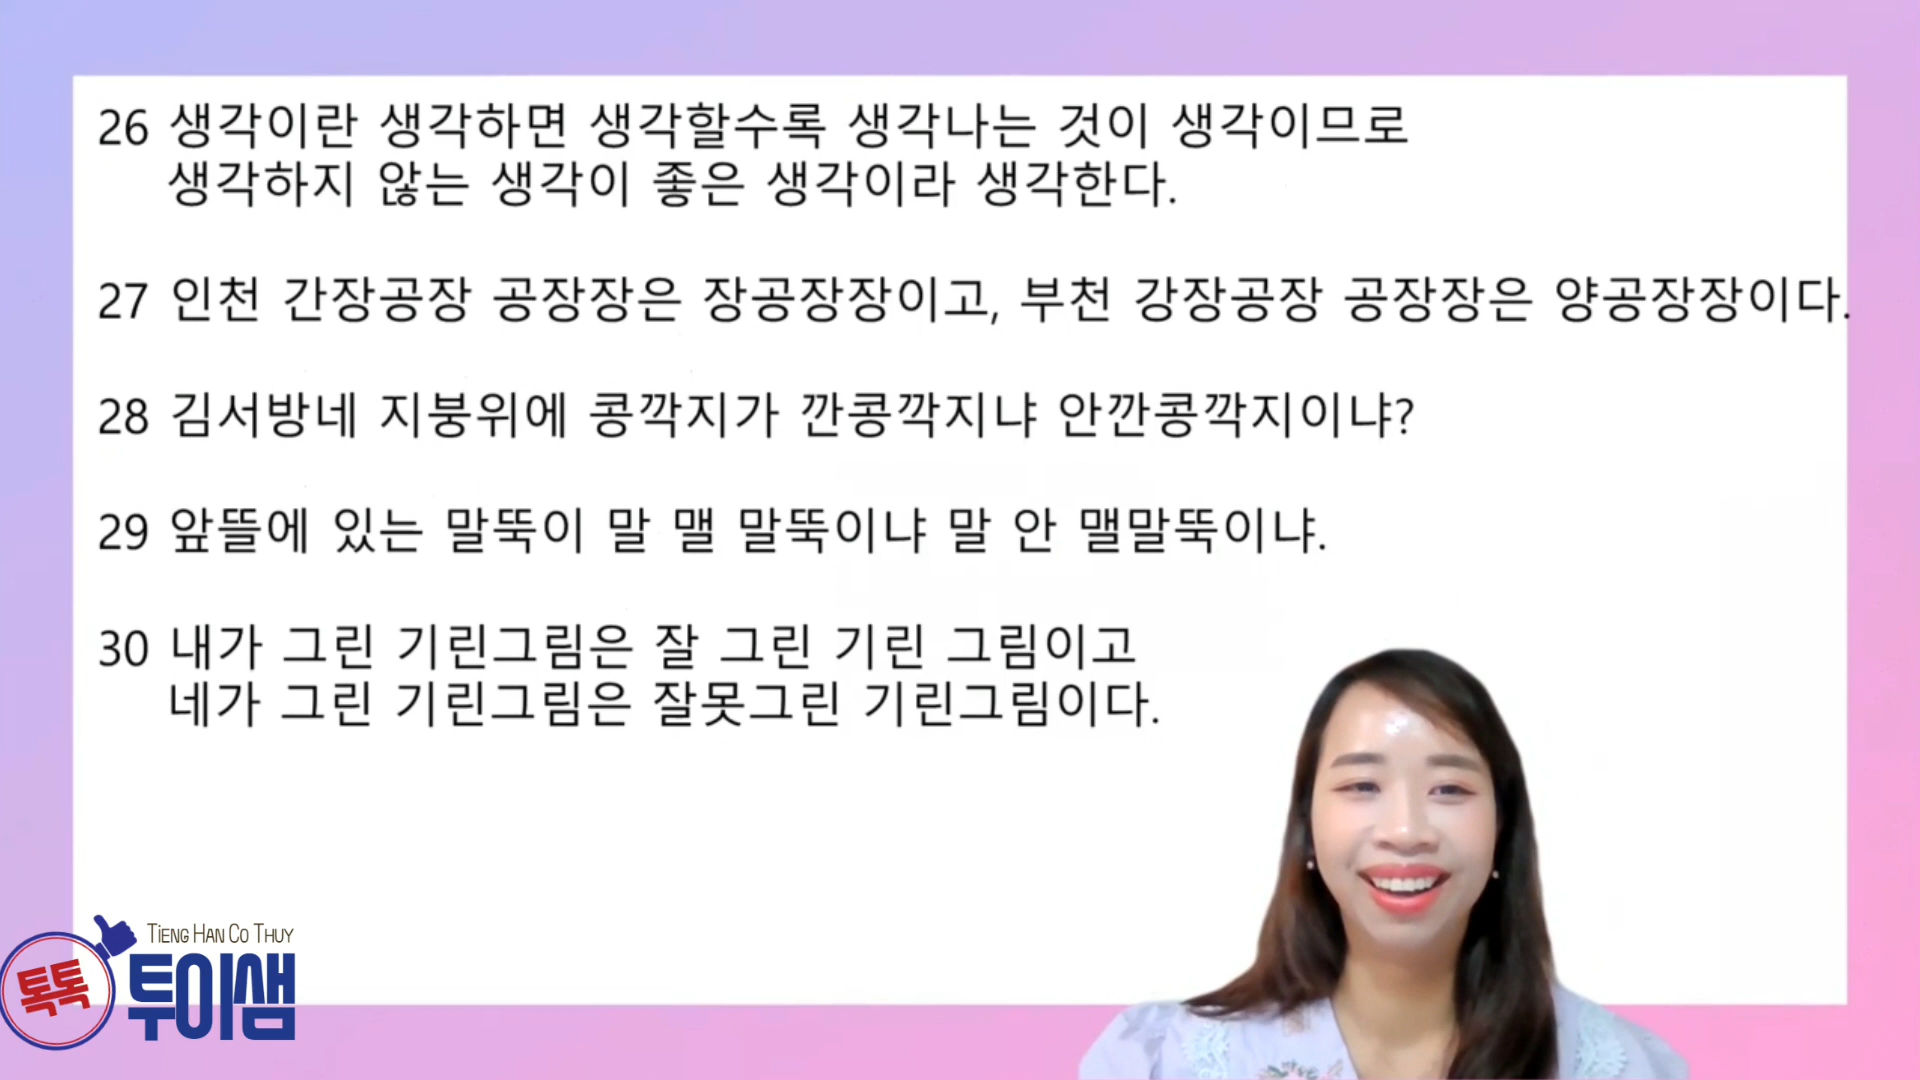 26 생각이란 생각하면 생각할수록 생각나는 것이 생각이므로
생각하지 않는 생각이 좋은 생각이라 생각한다.
27 인천 간장공장 공장장은 장공장장이고, 부천 강장공장 공장장은 양공장장이다.
28 김서방네 지붕위에 콩깍지가 깐콩깍지냐 안깐콩깍지이냐?
29 앞뜰에 있는 말뚝이 말 맬 말뚝이냐 말 안 맬말뚝이냐.
30 내가 그린 기린그림은 잘 그린 기린 그림이고
네가 그린 기린그림은 잘못그린 기린그림이다.
TIENG HAN CO THUY
톡톡 투이샘